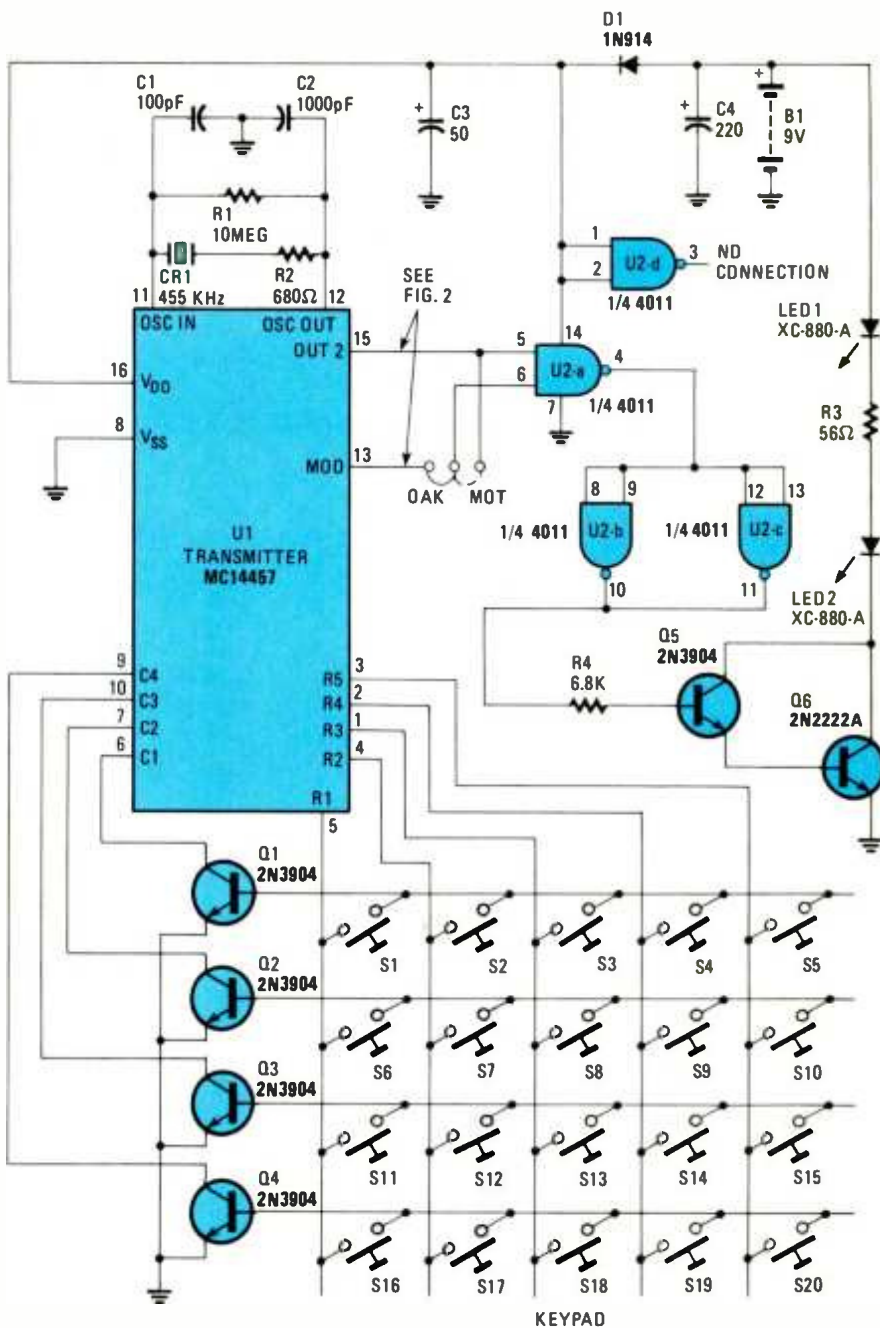 D1
1N914
C1
100pF
C2
1000pF
+
C3
50
+
C4
220
+
B1
9V
R1
10MEG
CR1
455 KHz
R2
680Ω
11
12
OSC IN
OSC OUT
SEE
FIG. 2
1
2
U2-d
3
ND
CDNNECTION
1/4 4011
LED1
XC-880-A
OUT 2
15
5
6
14
U2-a
4
7
1/4 4011
16
VDD
8
VSS
MOD
13
OAK
MOT
R3
56Ω
8
9
12
13
1/4 4011
U2-b
1/4 4011
U2-c
10
11
LED2
XC-880-A
U1
TRANSMITTER
MC14457
R4
6.8K
Q5
2N3904
Q6
2N2222A
9
C4
10
C3
7
C2
6
C1
R5
3
R4
2
R3
1
R2
4
R1
5
Q1
2N3904
S1
S2
S3
S4
S5
Q2
2N3904
S6
S7
S8
S9
S10
Q3
2N3904
S11
S12
S13
S14
S15
Q4
2N3904
S16
S17
S18
S19
S20
KEYPAD